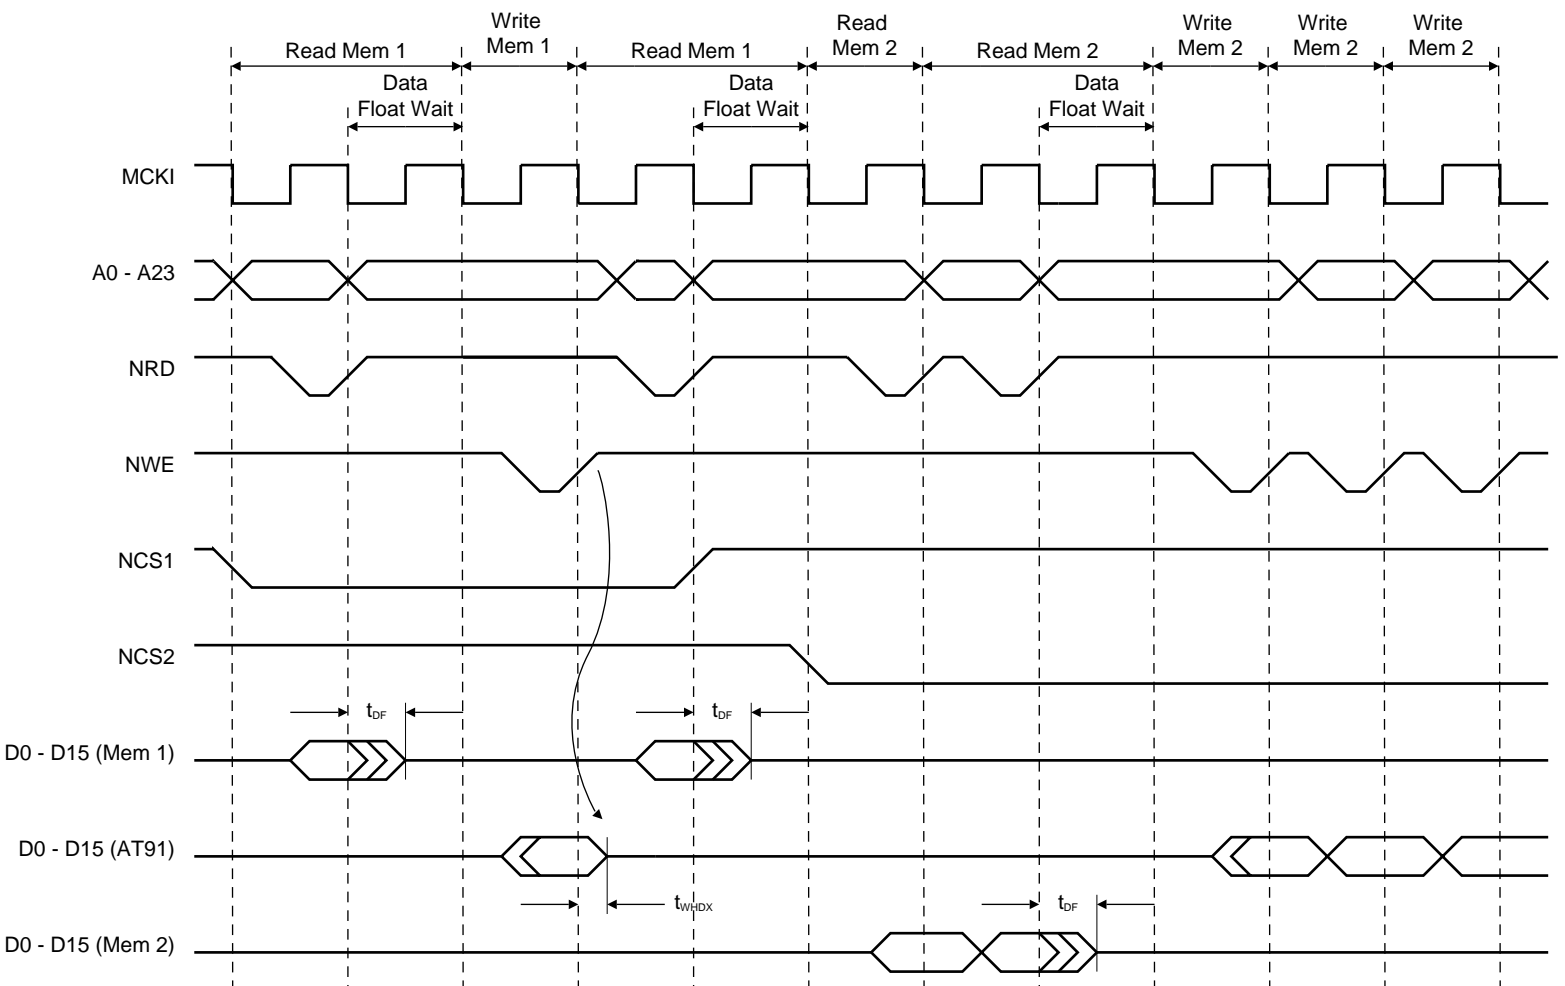 Write
Mem 1
Read
Mem 2
Write
Mem 2
Write
Mem 2
Write
Mem 2
Read Mem 1
Read Mem 1
Read Mem 2
Data
Float Wait
Data
Float Wait
Data
Float Wait
MCKI
A0 - A23
NRD
NWE
NCS1
NCS2
tDF
tDF
D0 - D15 (Mem 1)
D0 - D15 (AT91)
tWHDX
tDF
D0 - D15 (Mem 2)